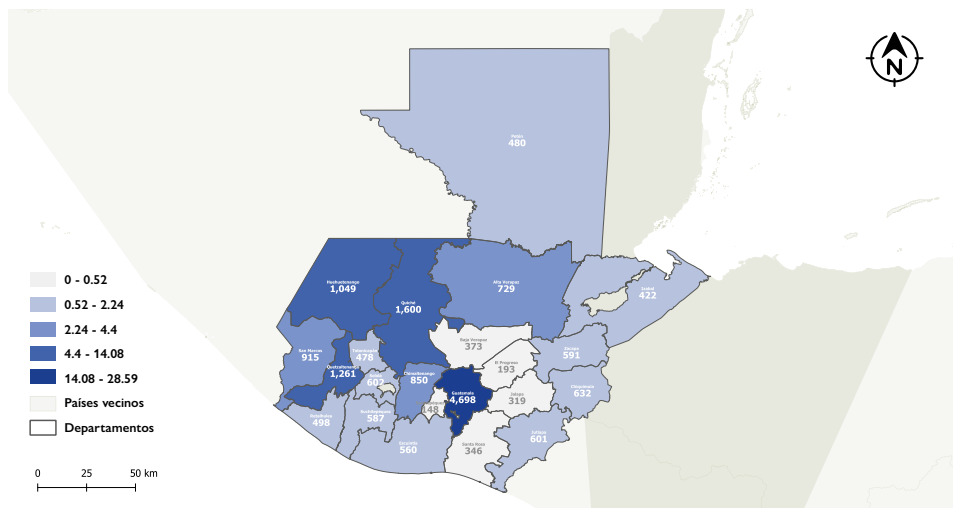 N
Petén
480
Huehuetenango
1,049
Quiché
1,600
Alta Verapaz
729
Izabal
422
0 - 0.52
0.52 - 2.24
2.24 - 4.4
4.4 - 14.08
14.08 - 28.59
Países vecinos
Departamentos
San Marcos
915
Totonicapán
478
Quetzaltenango
1,261
Sololá
602
Chimaltenango
850
Baja Verapaz
373
El Progreso
193
Zacapa
591
Guatemala
4,698
148
Jalapa
319
Chiquimula
632
Retalhuleu
498
Suchitepéquez
587
Escuintla
560
Santa Rosa
346
Jutiapa
601
0 25 50 km